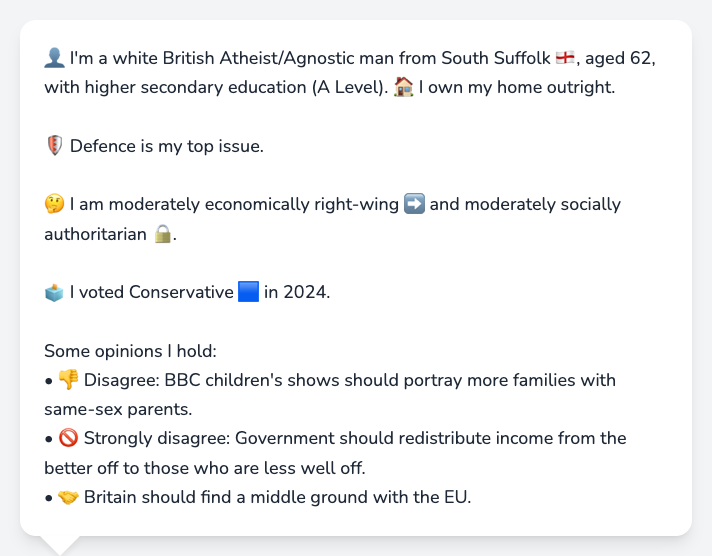 👤 I'm a white British Atheist/Agnostic man from South Suffolk 🏴󠁧󠁢󠁥󠁮󠁧󠁿, aged 62,
with higher secondary education (A Level). 🏠 I own my home outright.
🛡️ Defence is my top issue.
🤔 I am moderately economically right-wing ➡️ and moderately socially
authoritarian 🔒.
🗳️ I voted Conservative 🟦 in 2024.
Some opinions I hold:
• 👎 Disagree: BBC children's shows should portray more families with
same-sex parents.
• 🚫 Strongly disagree: Government should redistribute income from the
better off to those who are less well off.
• 🤝 Britain should find a middle ground with the EU.